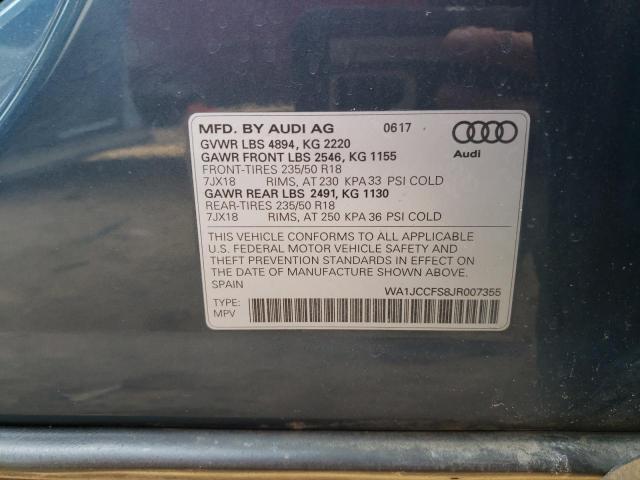 MFD. BY AUDI AG 0617
GVWR LBS 4894, KG 2220
GAWR FRONT LBS 2546, KG 1155
FRONT-TIRES 235/50 R18
7JX18 RIMS, AT 230 KPA 33 PSI COLD
GAWR REAR LBS 2491, KG 1130
REAR-TIRES 235/50 R18
7JX18 RIMS, AT 250 KPA 36 PSI COLD
Audi
THIS VEHICLE CONFORMS TO ALL APPLICABLE
U.S. FEDERAL MOTOR VEHICLE SAFETY AND
THEFT PREVENTION STANDARDS IN EFFECT ON
THE DATE OF MANUFACTURE SHOWN ABOVE.
SPAIN
WA1JCCFS8JR007355
TYPE:
MPV